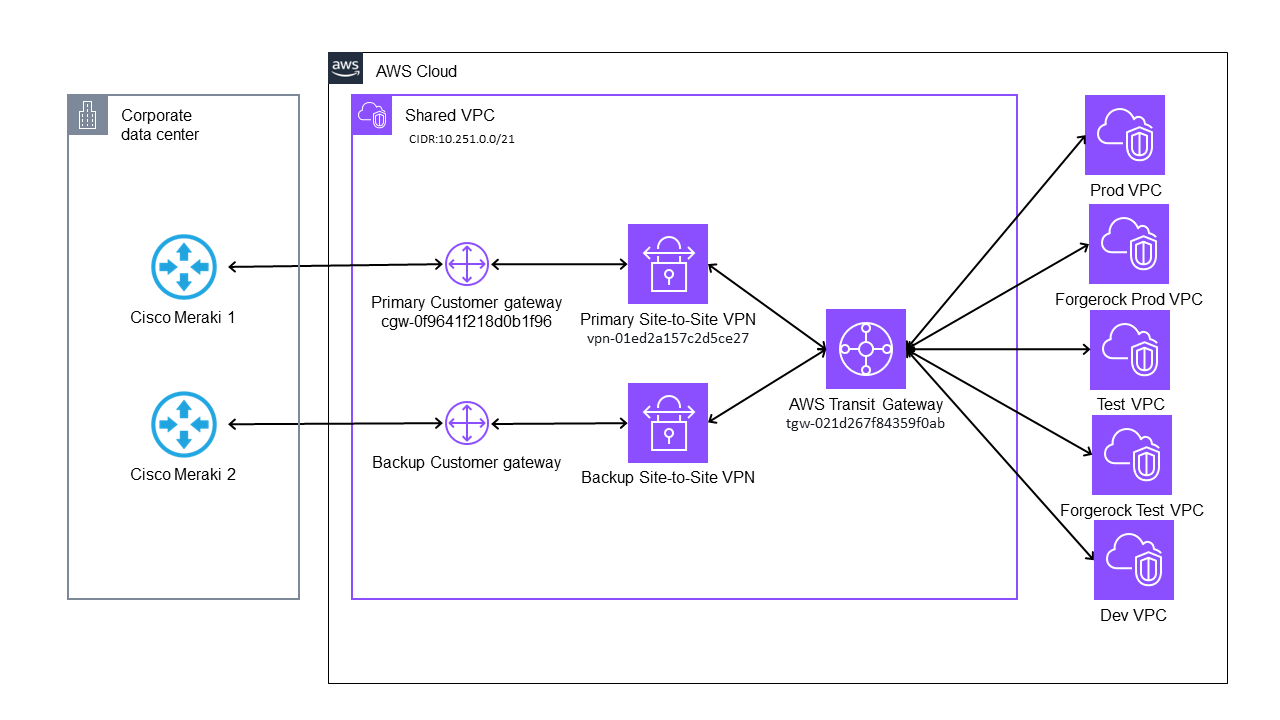 aws
AWS Cloud
Corporate
data center
Shared VPC
CIDR:10.251.0.0/21
Prod VPC
Forgerock Prod VPC
Cisco Meraki 1
Primary Customer gateway
cgw-0f9641f218d0b1f96
Primary Site-to-Site VPN
vpn-01ed2a157c2d5ce27
AWS Transit Gateway
tgw-021d267f84359f0ab
Test VPC
Cisco Meraki 2
Backup Customer gateway
Backup Site-to-Site VPN
Forgerock Test VPC
Dev VPC